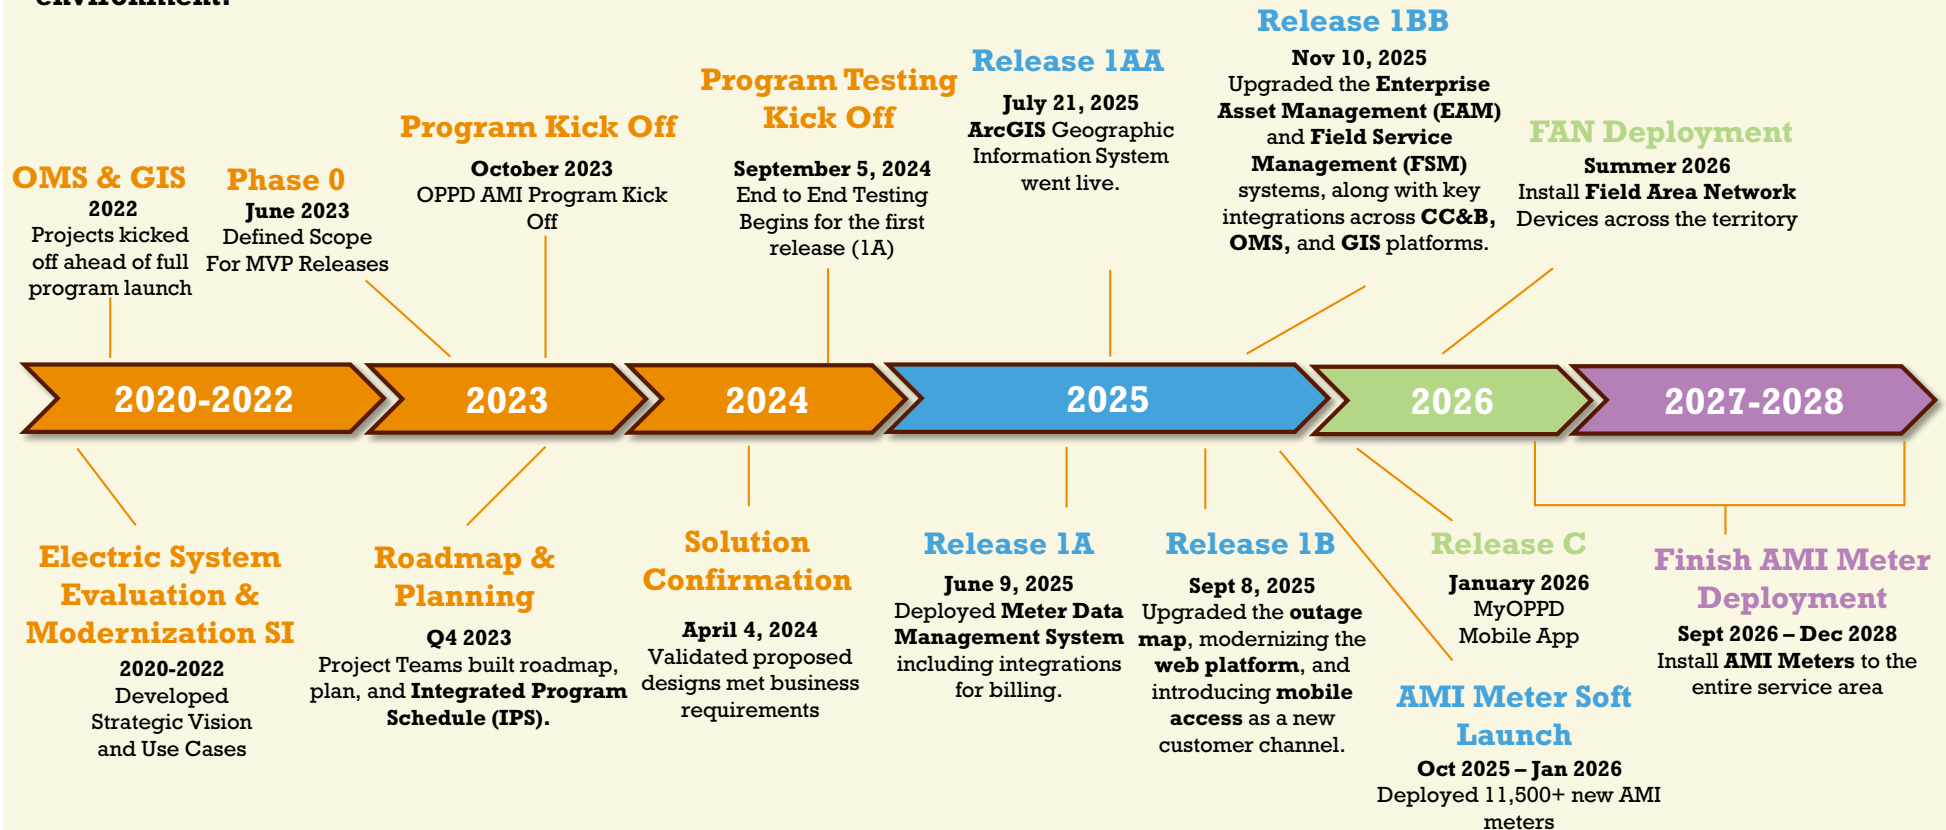 environment.
OMS & GIS
2022
Projects kicked
off ahead of full
program launch
Phase 0
June 2023
Defined Scope
For MVP Releases
Program Kick Off
October 2023
OPPD AMI Program Kick
Off
Program Testing
Kick Off
September 5, 2024
End to End Testing
Begins for the first
release (1A)
Release 1AA
July 21, 2025
ArcGIS Geographic
Information System
went live.
Release 1BB
Nov 10, 2025
Upgraded the Enterprise
Asset Management (EAM)
and Field Service
Management (FSM)
systems, along with key
integrations across CC&B,
OMS, and GIS platforms.
FAN Deployment
Summer 2026
Install Field Area Network
Devices across the territory
2020-2022
2023
2024
2025
2026
2027-2028
Electric System
Evaluation &
Modernization SI
2020-2022
Developed
Strategic Vision
and Use Cases
Roadmap &
Planning
Q4 2023
Project Teams built roadmap,
plan, and Integrated Program
Schedule (IPS).
Solution
Confirmation
April 4, 2024
Validated proposed
designs met business
requirements
Release 1A
June 9, 2025
Deployed Meter Data
Management System
including integrations
for billing.
Release 1B
Sept 8, 2025
Upgraded the outage
map, modernizing the
web platform, and
introducing mobile
access as a new
customer channel.
Release C
January 2026
MyOPPD
Mobile App
AMI Meter Soft
Launch
Oct 2025 – Jan 2026
Deployed 11,500+ new AMI
meters
Finish AMI Meter
Deployment
Sept 2026 – Dec 2028
Install AMI Meters to the
entire service area